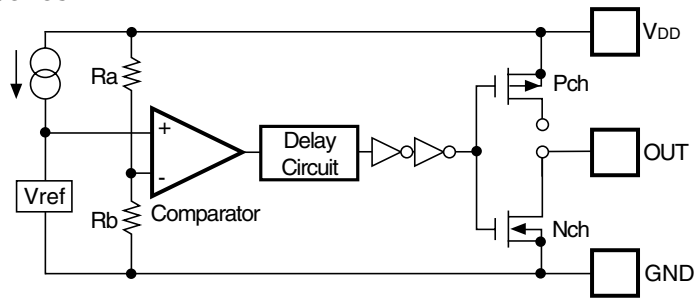 VDD
Ra
Pch
+
Delay
Circuit
OUT
-
Vref
Comparator
Rb
Nch
GND